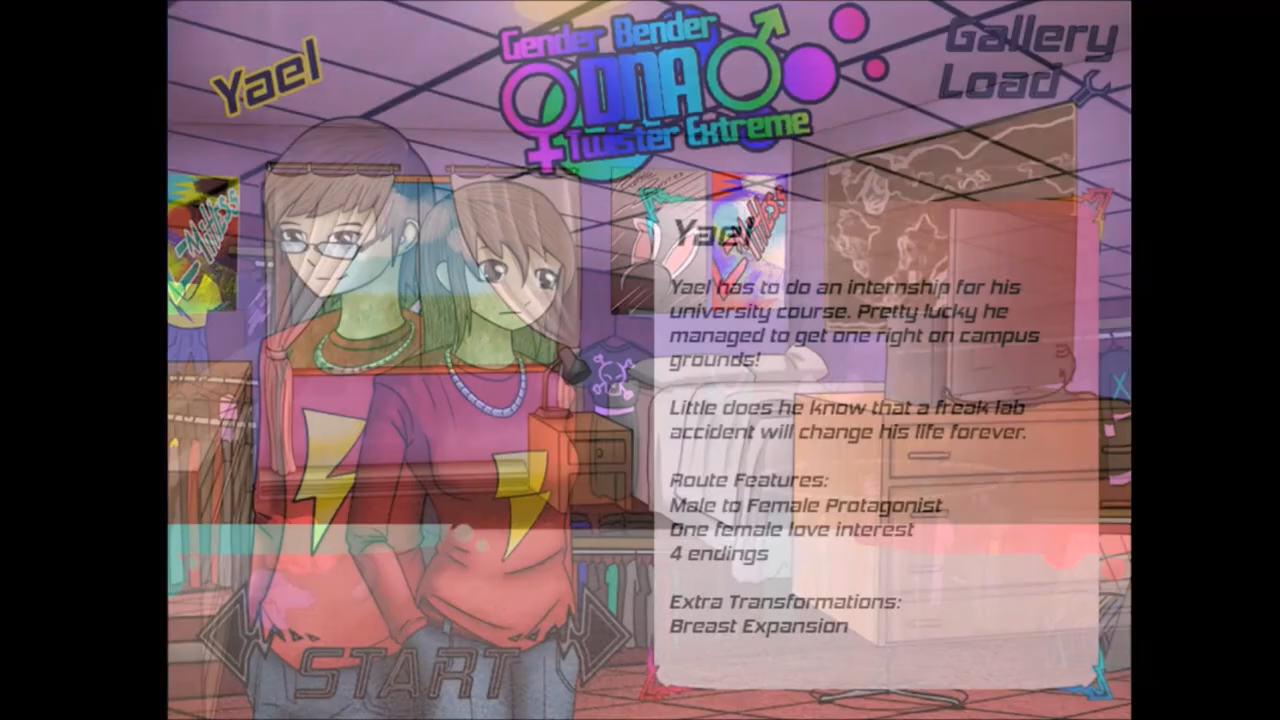 Yael
Gender Bender
DNA
Twister Extreme
Gallery
Load
Yael
Yael has to do an internship for his
university course. Pretty lucky he
managed to get one right on campus
grounds!
Little does he know that a freak lab
accident will change his life forever.
Route Features:
Male to Female Protagonist
One female love interest
4 endings
Extra Transformations:
Breast Expansion
START